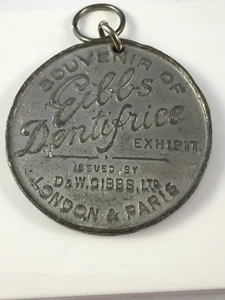 SOUVENIR OF
Gibbs
Dentifrice
EXHIBIT.
ISSUED BY
D&W.GIBBS, LTD
LONDON & PARIS